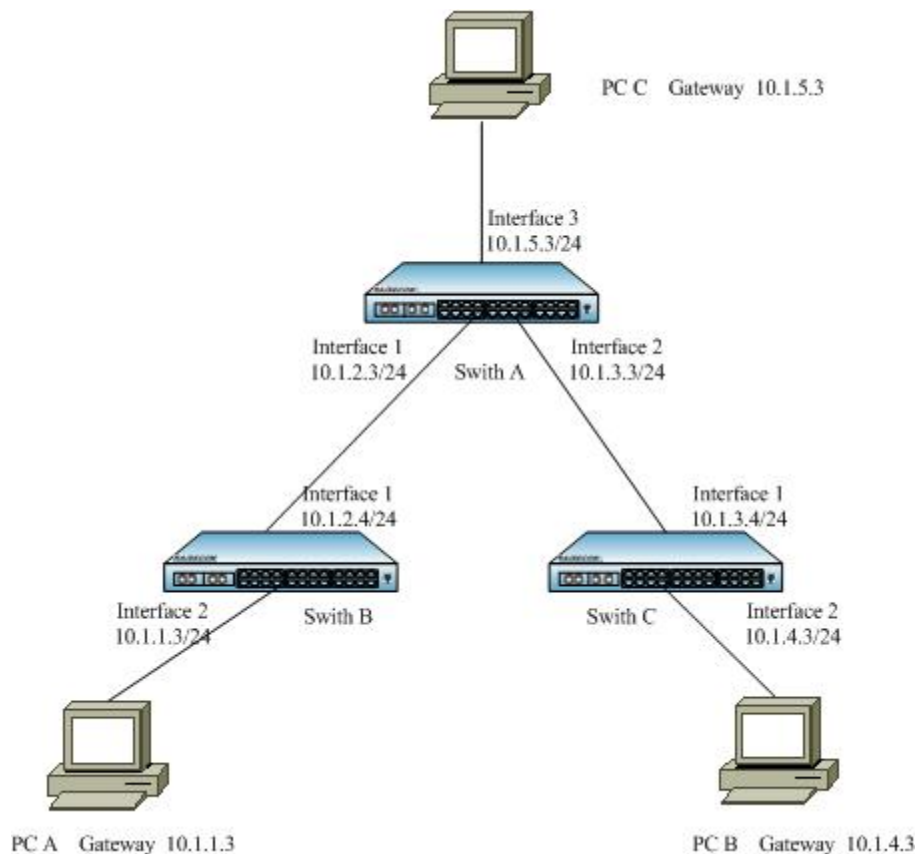 PC C Gateway 10.1.5.3
Interface 3
10.1.5.3/24
Interface 1
10.1.2.3/24
Swith A
Interface 2
10.1.3.3/24
Interface 1
10.1.2.4/24
Interface 1
10.1.3.4/24
Interface 2
10.1.1.3/24
Swith B
Swith C
Interface 2
10.1.4.3/24
PC A Gateway 10.1.1.3
PC B Gateway 10.1.4.3